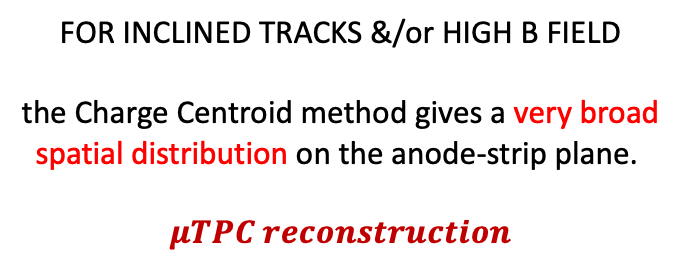 FOR INCLINED TRACKS &/or HIGH B FIELD
the Charge Centroid method gives a very broad
spatial distribution on the anode-strip plane.
μTPC reconstruction